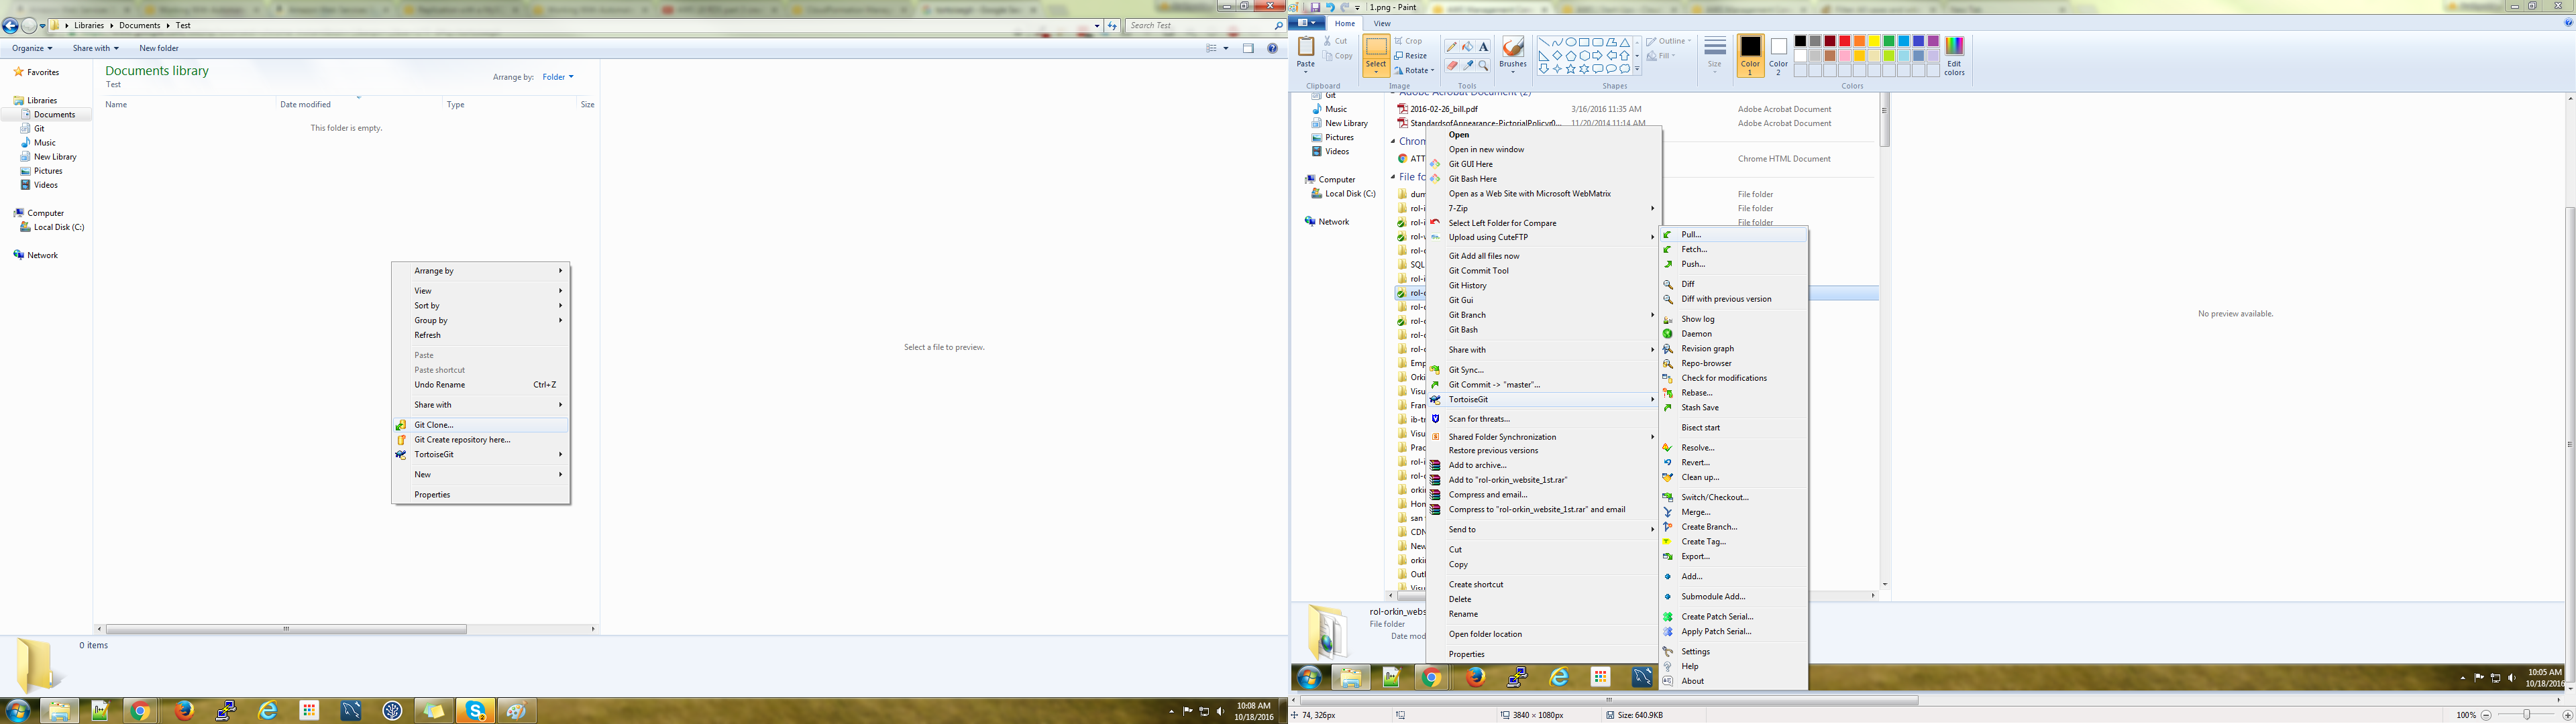 Libraries ▸ Documents ▸ Test
Search Test
Organize
Share with
New folder
Favorites
Libraries
Documents
Git
Music
New Library
Pictures
Videos
Computer
Local Disk (C:)
Network
Documents library
Test
Arrange by: Folder
Name
Date modified
Type
Size
This folder is empty.
Select a file to preview.
Arrange by
View
Sort by
Group by
Refresh
Paste
Paste shortcut
Undo Rename Ctrl+Z
Share with
Git Clone...
Git Create repository here...
TortoiseGit
New
Properties
0 items
10:08 AM
10/18/2016
1.png - Paint
Home
View
Paste
Cut
Copy
Clipboard
Select
Crop
Resize
Rotate
Image
Tools
Brushes
Shapes
Outline
Fill
Size
Color 1
Color 2
Edit colors
Colors
Git
Music
New Library
Pictures
Videos
Computer
Local Disk (C:)
Network
Adobe Acrobat Document (2)
2016-02-26_bill.pdf 3/16/2016 11:35 AM Adobe Acrobat Document
11/20/2014 11:14 AM Adobe Acrobat Document
Chrom
ATT
Chrome HTML Document
File fo
File folder
File folder
File folder
SQL
Emp
Orki
Visu
Fran
ib-tr
Visu
Prac
orki
Hon
san
CDN
New
orki
Outl
Open
Open in new window
Git GUI Here
Git Bash Here
Open as a Web Site with Microsoft WebMatrix
7-Zip
Select Left Folder for Compare
Upload using CuteFTP
Git Add all files now
Git Commit Tool
Git History
Git Gui
Git Branch
Git Bash
Share with
Git Sync...
Git Commit -> "master"...
TortoiseGit
Scan for threats...
Shared Folder Synchronization
Restore previous versions
Add to archive...
Add to "rol-orkin_website_1st.rar"
Compress and email...
Compress to "rol-orkin_website_1st.rar" and email
Send to
Cut
Copy
Create shortcut
Delete
Rename
Open folder location
Properties
Pull...
Fetch...
Push...
Diff
Diff with previous version
Show log
Daemon
Revision graph
Repo-browser
Check for modifications
Rebase...
Stash Save
Bisect start
Resolve...
Revert...
Clean up...
Switch/Checkout...
Merge...
Create Branch...
Create Tag...
Export...
Add...
Submodule Add...
Create Patch Serial...
Apply Patch Serial...
Settings
Help
About
No preview available.
rol-orkin_webs
File folder
Date mod
10:05 AM
10/18/2016
74, 326px
3840 × 1080px
Size: 640.9KB
100%